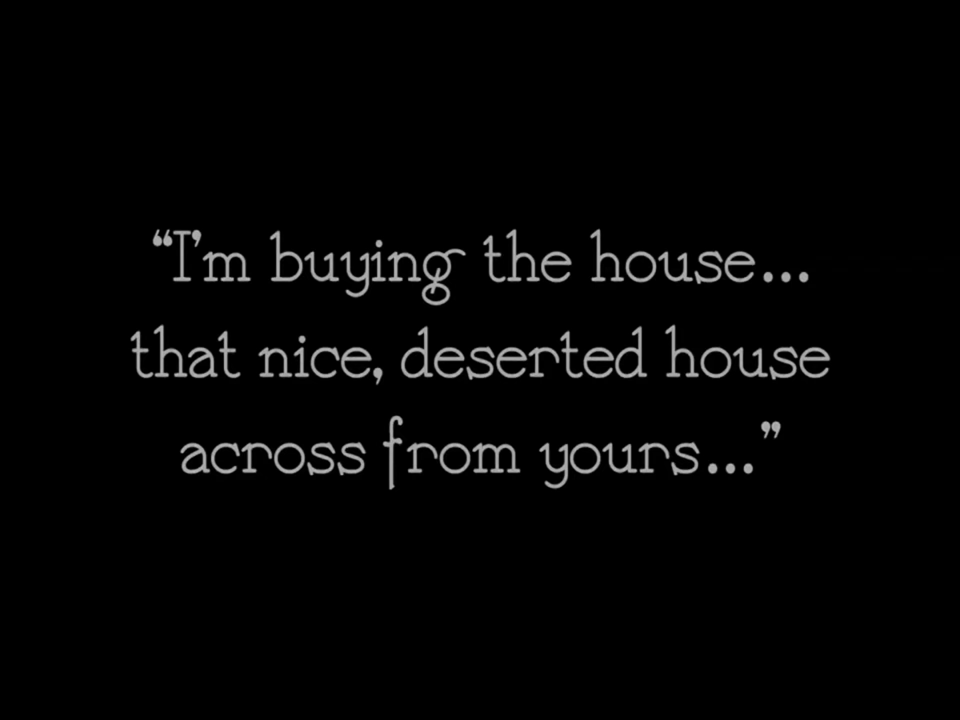 “I’m buying the house...
that nice, deserted house
across from yours...”